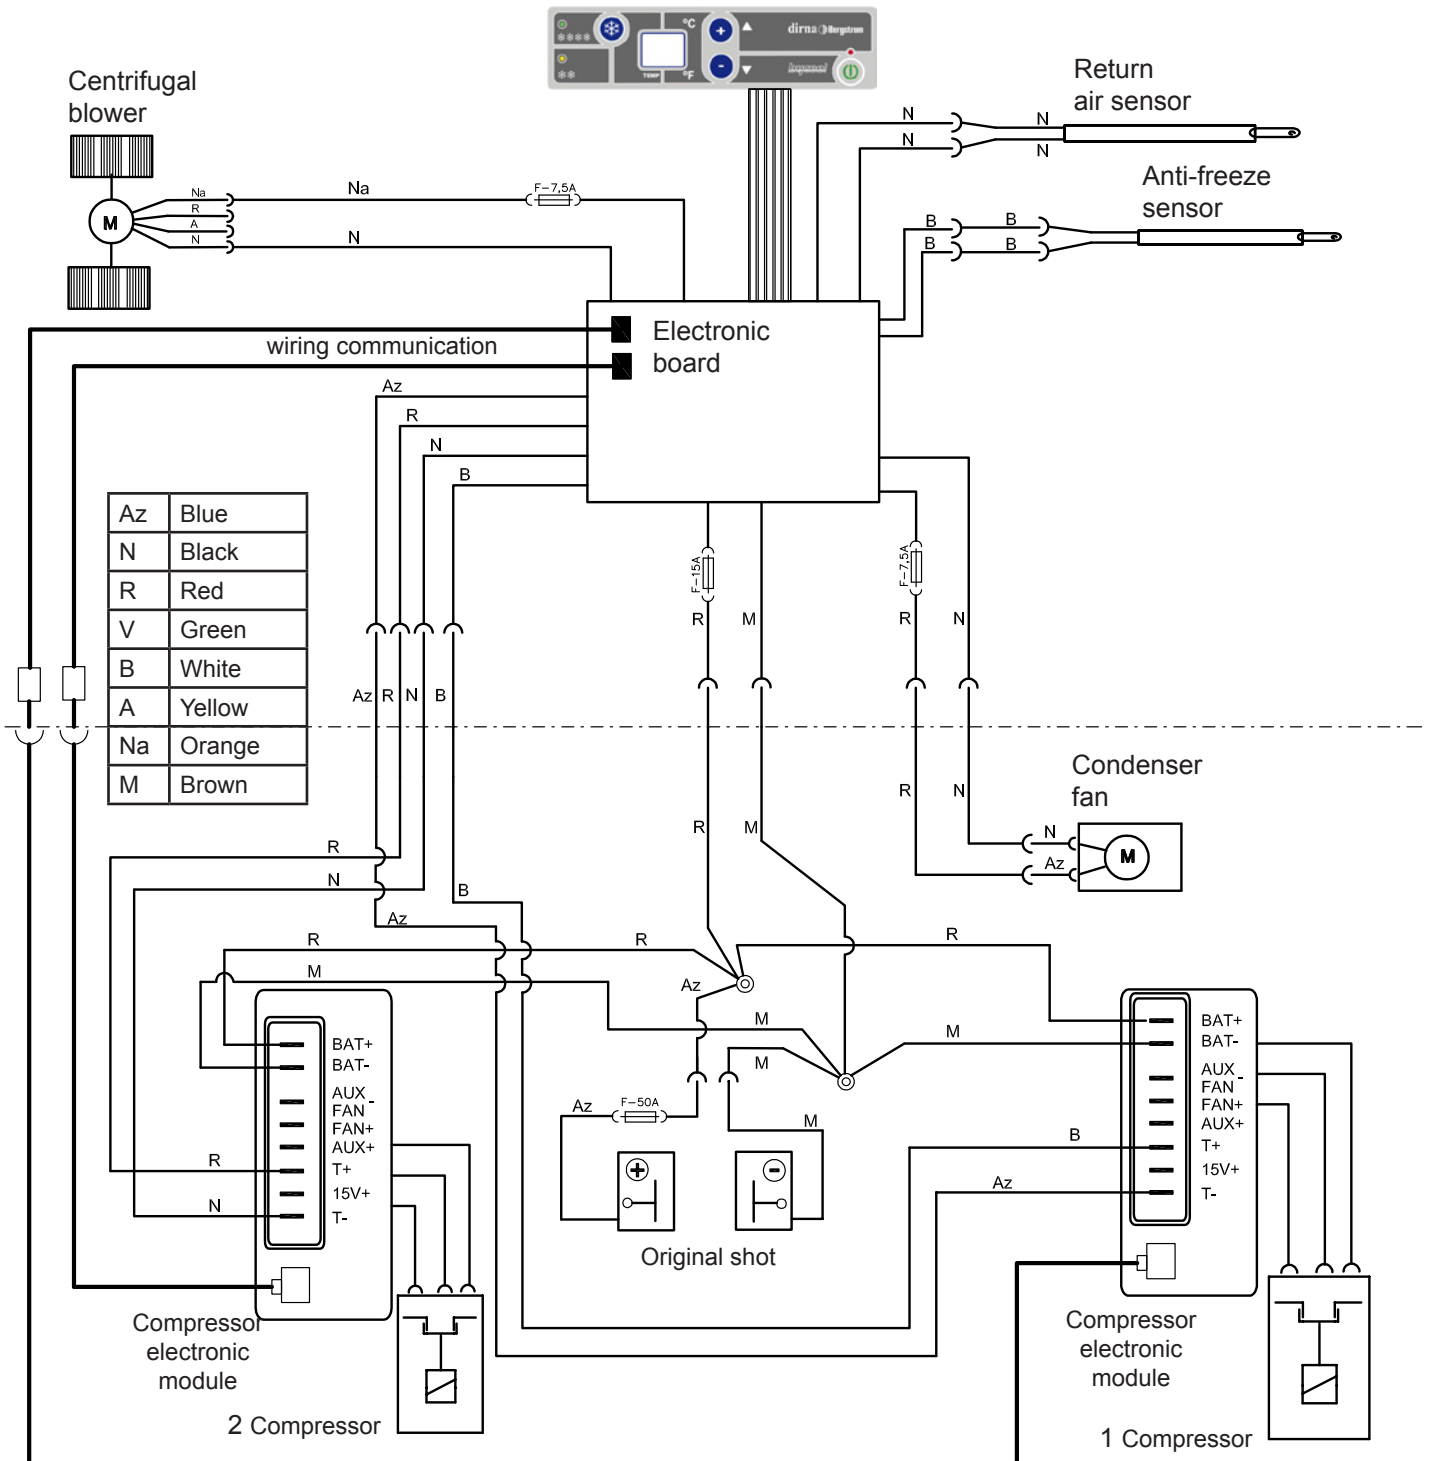 °C
dirna Bergstrom
TEMP
°F
Centrifugal
blower
Return
air sensor
N
N
N
N
Anti-freeze
sensor
B
B
B
B
Na
R
A
N
Na
F-7,5A
N
M
Electronic
board
wiring communication
Az
R
N
B
Az Blue
N Black
R Red
V Green
B White
A Yellow
Na Orange
M Brown
F-15A
F-7,5A
R
M
R
N
Az
R
N
B
Condenser
fan
R
N
R
M
N
Az
M
R
N
B
Az
R
R
R
M
Az
M
M
M
BAT+
BAT-
AUX
FAN -
FAN+
AUX+
T+
15V+
T-
R
N
BAT+
BAT-
AUX
FAN -
FAN+
AUX+
T+
15V+
T-
B
Az
Az
F-50A
M
+
-
Original shot
Compressor
electronic
module
2 Compressor
Compressor
electronic
module
1 Compressor